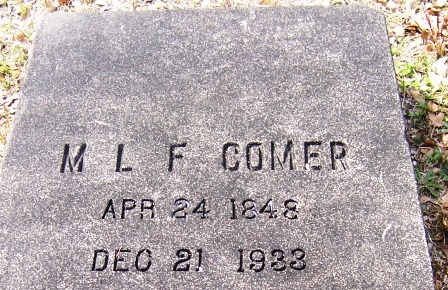 M L F COMER
APR 24 1848
DEC 21 1933